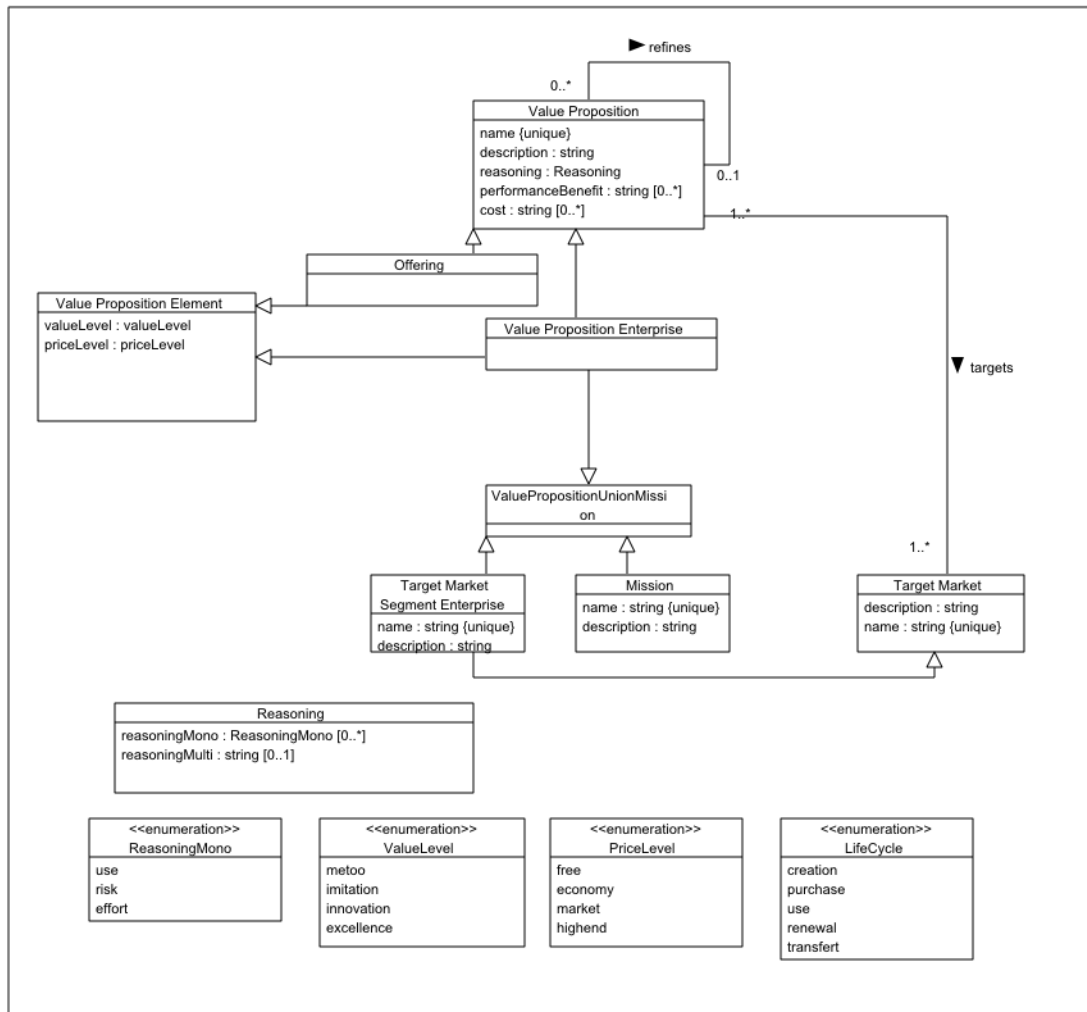 refines
0..*
Value Proposition
name {unique}
description : string
reasoning : Reasoning
performanceBenefit : string [0..*]
cost : string [0..*]
0..1
1..*
Offering
Value Proposition Element
valueLevel : valueLevel
priceLevel : priceLevel
Value Proposition Enterprise
targets
ValuePropositionUnionMissi
on
1..*
Target Market
Segment Enterprise
name : string {unique}
description : string
Mission
name : string {unique}
description : string
Target Market
description : string
name : string {unique}
Reasoning
reasoningMono : ReasoningMono [0..*]
reasoningMulti : string [0..1]
<<enumeration>>
ReasoningMono
use
risk
effort
<<enumeration>>
ValueLevel
metoo
imitation
innovation
excellence
<<enumeration>>
PriceLevel
free
economy
market
highend
<<enumeration>>
LifeCycle
creation
purchase
use
renewal
transfert